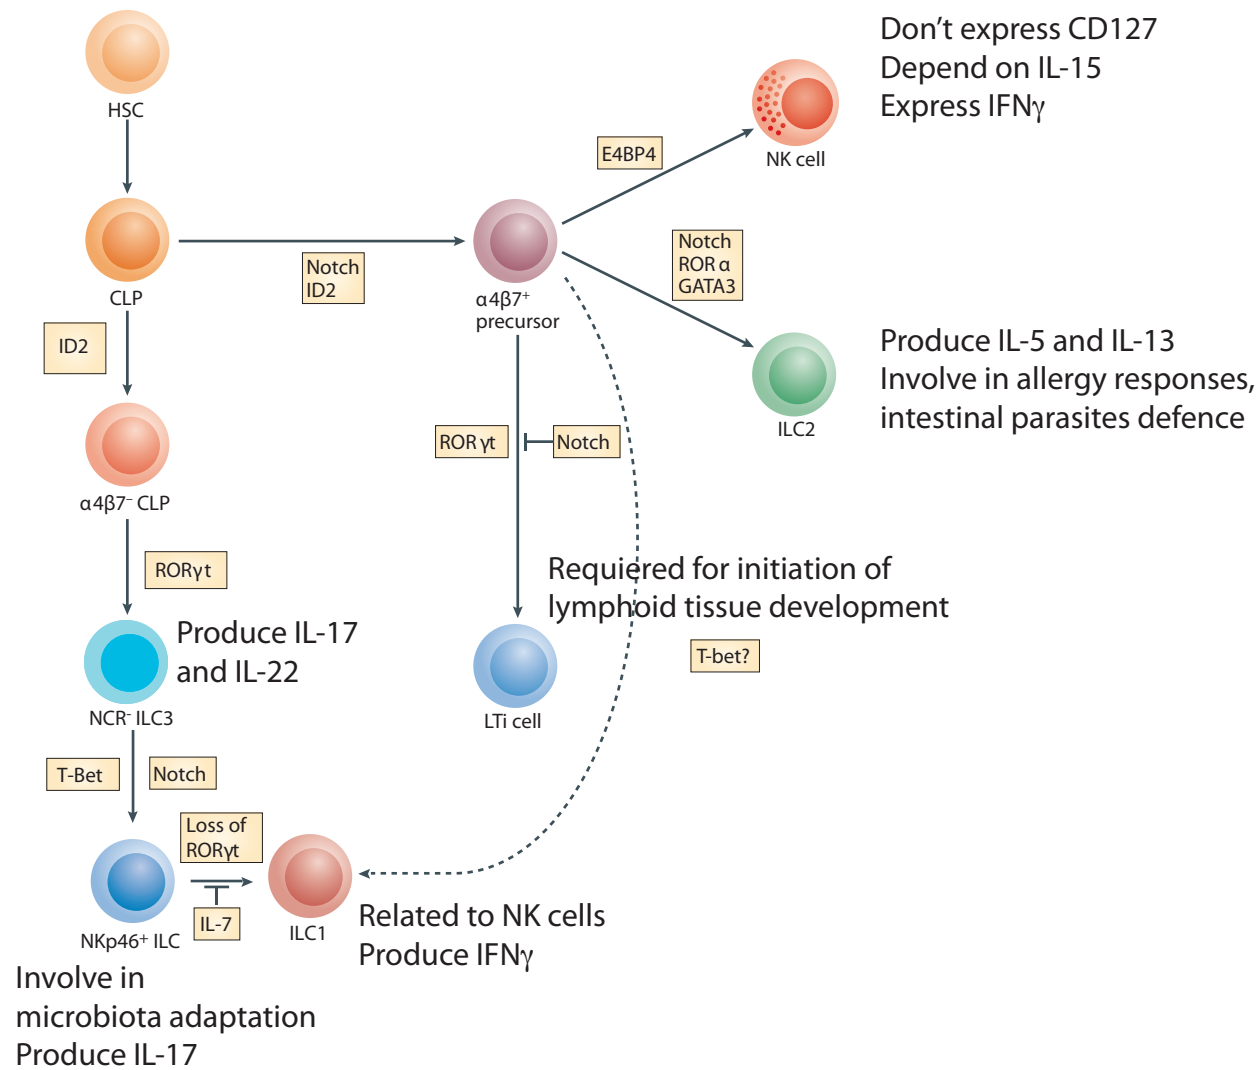 HSC
Don't express CD127
Depend on IL-15
Express IFNγ
E4BP4
NK cell
CLP
Notch
ID2
α4β7⁺
precursor
Notch
ROR α
GATA3
ID2
Produce IL-5 and IL-13
Involve in allergy responses,
intestinal parasites defence
ILC2
α4β7⁻ CLP
ROR γt
Notch
RORγt
Requiered for initiation of
lymphoid tissue development
Produce IL-17
and IL-22
T-bet?
NCR⁻ ILC3
LTi cell
T-Bet
Notch
Loss of
RORγt
IL-7
NKp46⁺ ILC
ILC1
Related to NK cells
Produce IFNγ
Involve in
microbiota adaptation
Produce IL-17